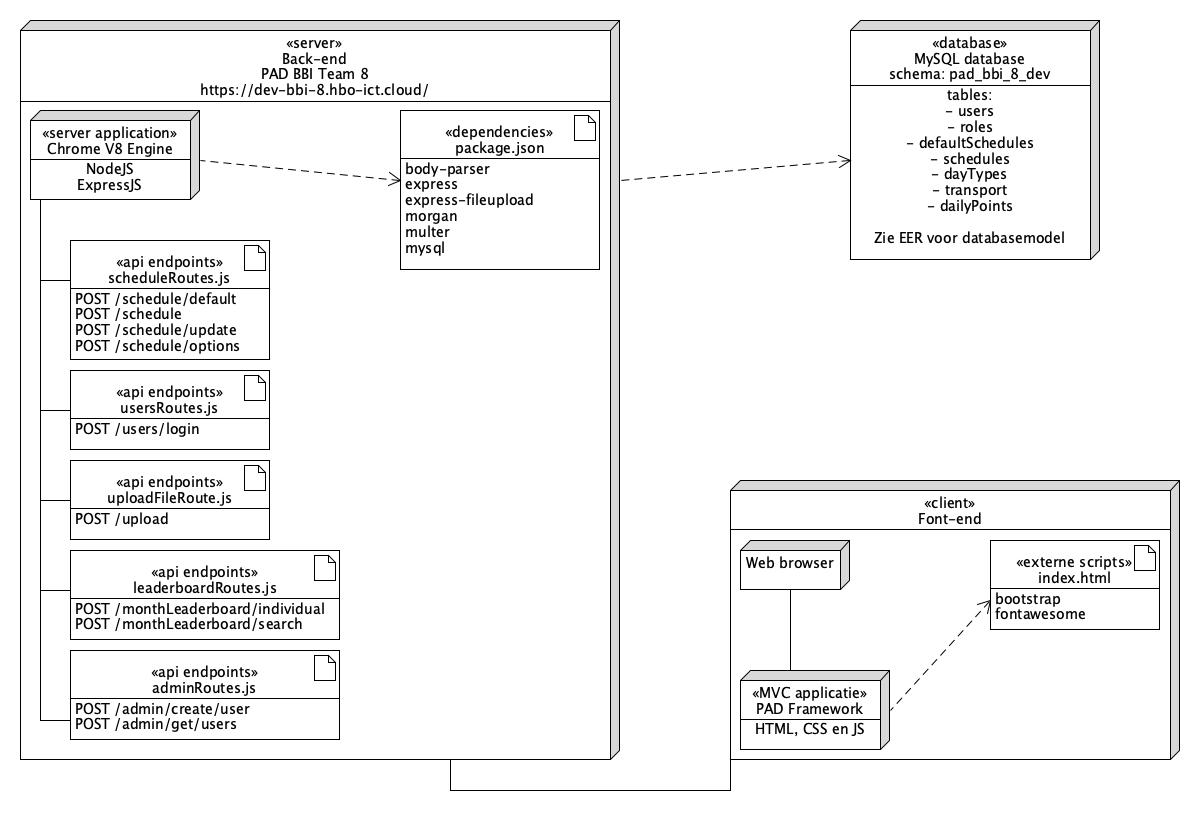 «server»
Back-end
PAD BBI Team 8
https://dev-bbi-8.hbo-ict.cloud/
«server application»
Chrome V8 Engine
NodeJS
ExpressJS
«dependencies»
package.json
body-parser
express
express-fileupload
morgan
multer
mysql
«api endpoints»
scheduleRoutes.js
POST /schedule/default
POST /schedule
POST /schedule/update
POST /schedule/options
«api endpoints»
usersRoutes.js
POST /users/login
«api endpoints»
uploadFileRoute.js
POST /upload
«api endpoints»
leaderboardRoutes.js
POST /monthLeaderboard/individual
POST /monthLeaderboard/search
«api endpoints»
adminRoutes.js
POST /admin/create/user
POST /admin/get/users
«database»
MySQL database
schema: pad_bbi_8_dev
tables:
- users
- roles
- defaultSchedules
- schedules
- dayTypes
- transport
- dailyPoints
Zie EER voor databasemodel
«client»
Font-end
Web browser
«externe scripts»
index.html
bootstrap
fontawesome
«MVC applicatie»
PAD Framework
HTML, CSS en JS